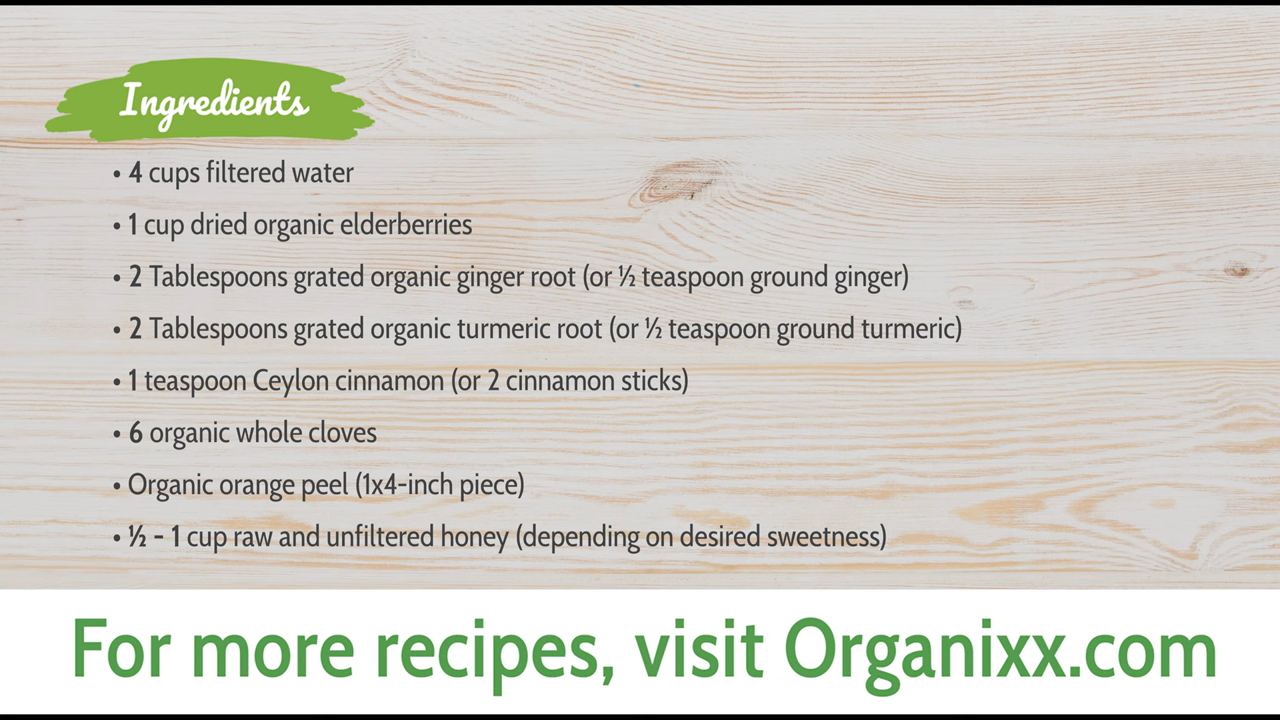 Ingredients
• 4 cups filtered water
• 1 cup dried organic elderberries
• 2 Tablespoons grated organic ginger root (or ½ teaspoon ground ginger)
• 2 Tablespoons grated organic turmeric root (or ½ teaspoon ground turmeric)
• 1 teaspoon Ceylon cinnamon (or 2 cinnamon sticks)
• 6 organic whole cloves
• Organic orange peel (1x4-inch piece)
• ½ - 1 cup raw and unfiltered honey (depending on desired sweetness)
For more recipes, visit Organixx.com